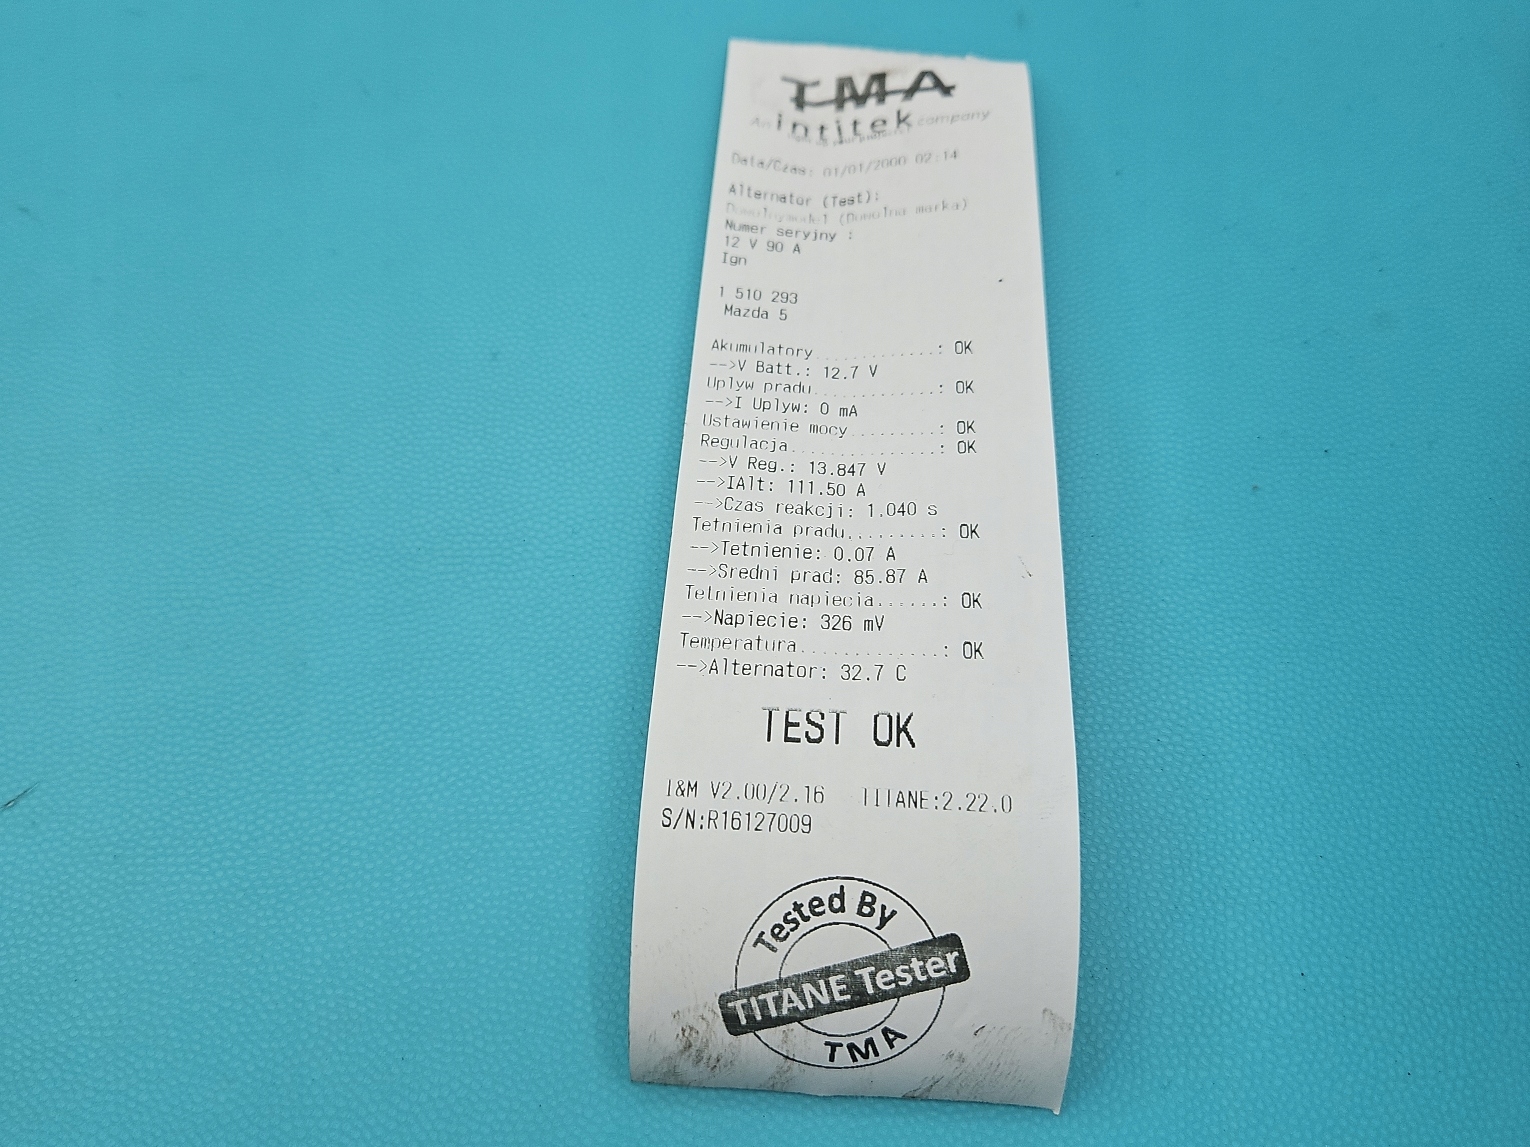 TMA
An intitek company
Data/Czas: 01/01/2000 02:14
Alternator (Test):
Dowolny model (Dowolna marka)
Numer seryjny :
12 V 90 A
Ign
1 510 293
Mazda 5
Akumulatory............: OK
-->V Batt.: 12.7 V
Uplyw pradu............: OK
-->I Uplyw: 0 mA
Ustawienie mocy.........: OK
Regulacja...............: OK
-->V Reg.: 13.847 V
-->IAlt: 111.50 A
-->Czas reakcji: 1.040 s
Tetnienia pradu.........: OK
-->Tetnienie: 0.07 A
-->Sredni prad: 85.87 A
Tetnienia napiecia......: OK
-->Napiecie: 326 mV
Temperatura.............: OK
-->Alternator: 32.7 C
TEST OK
I&M V2.00/2.16 TITANE:2.22.0
S/N:R16127009
Tested By
TITANE Tester
TMA